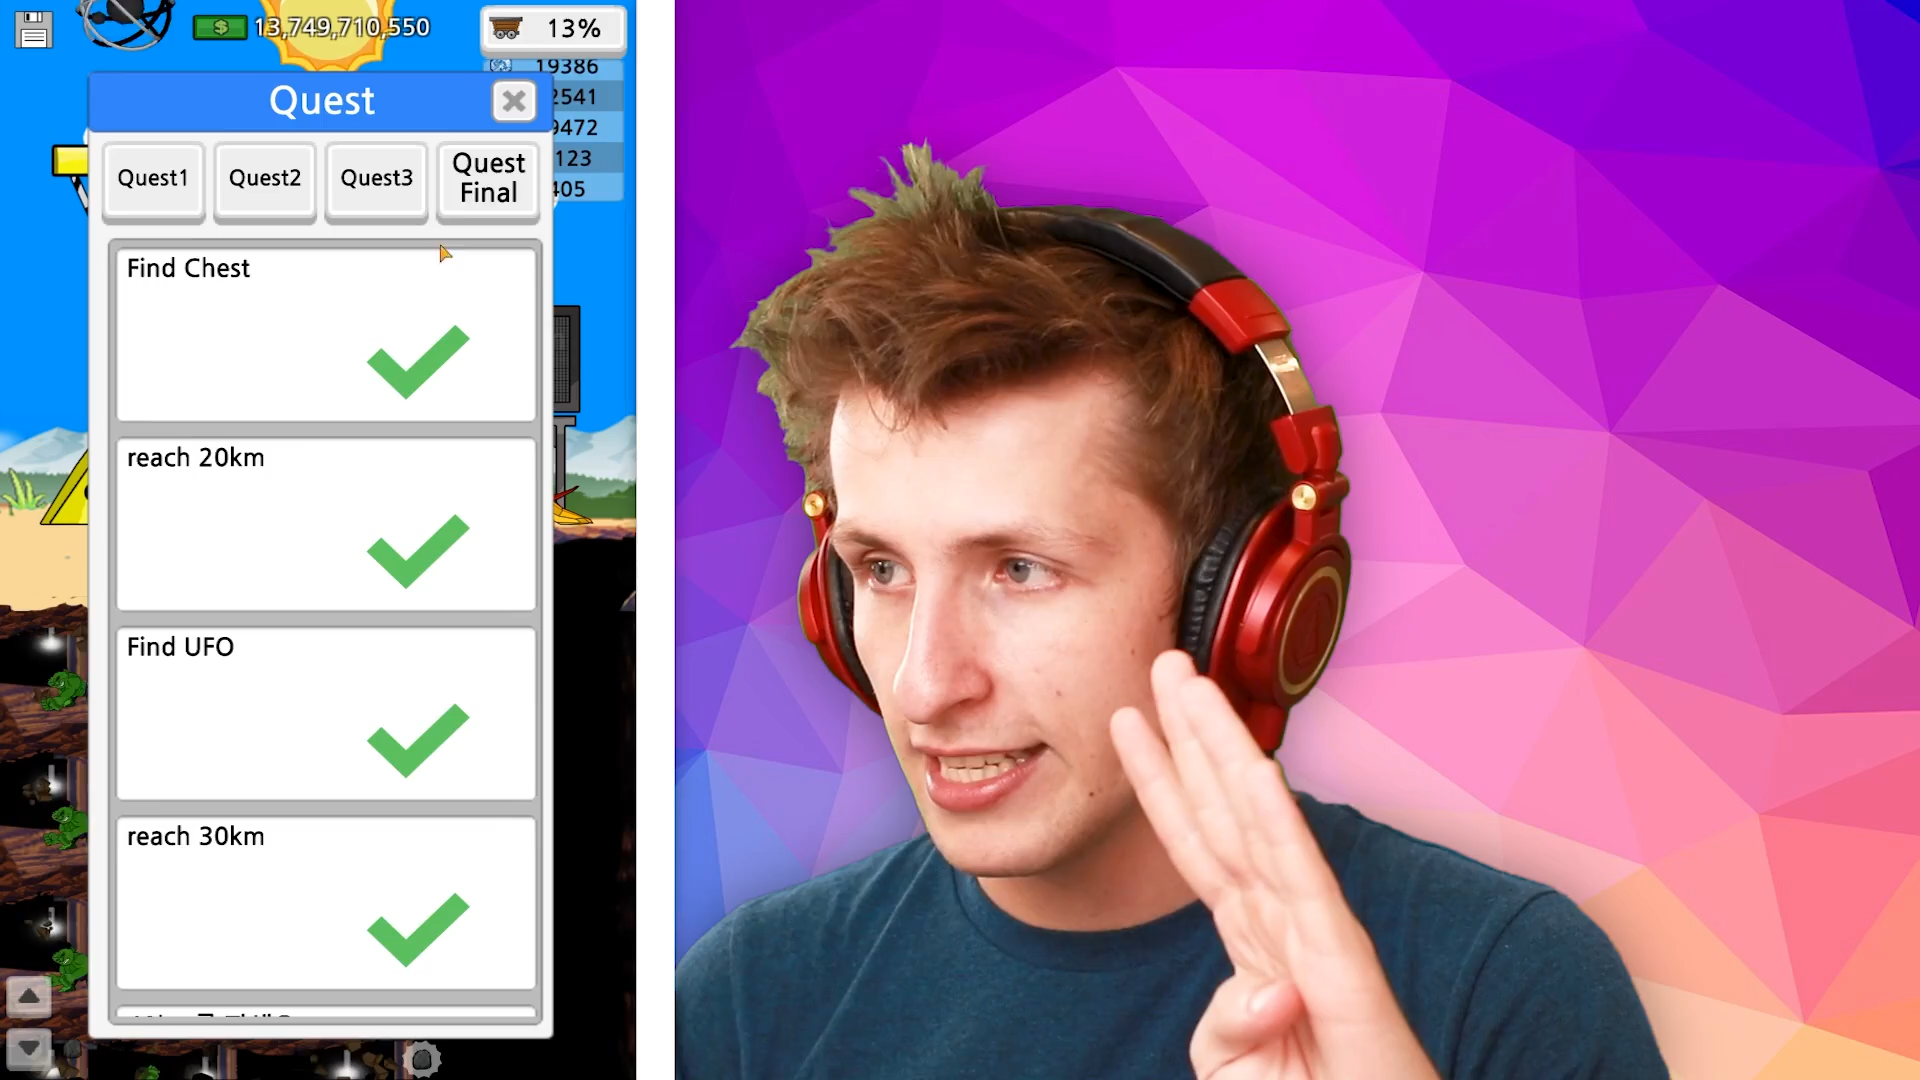 13,749,710,550
13%
19386
2541
9472
123
405
Quest
Quest1
Quest2
Quest3
Quest
Final
Find Chest
reach 20km
Find UFO
reach 30km